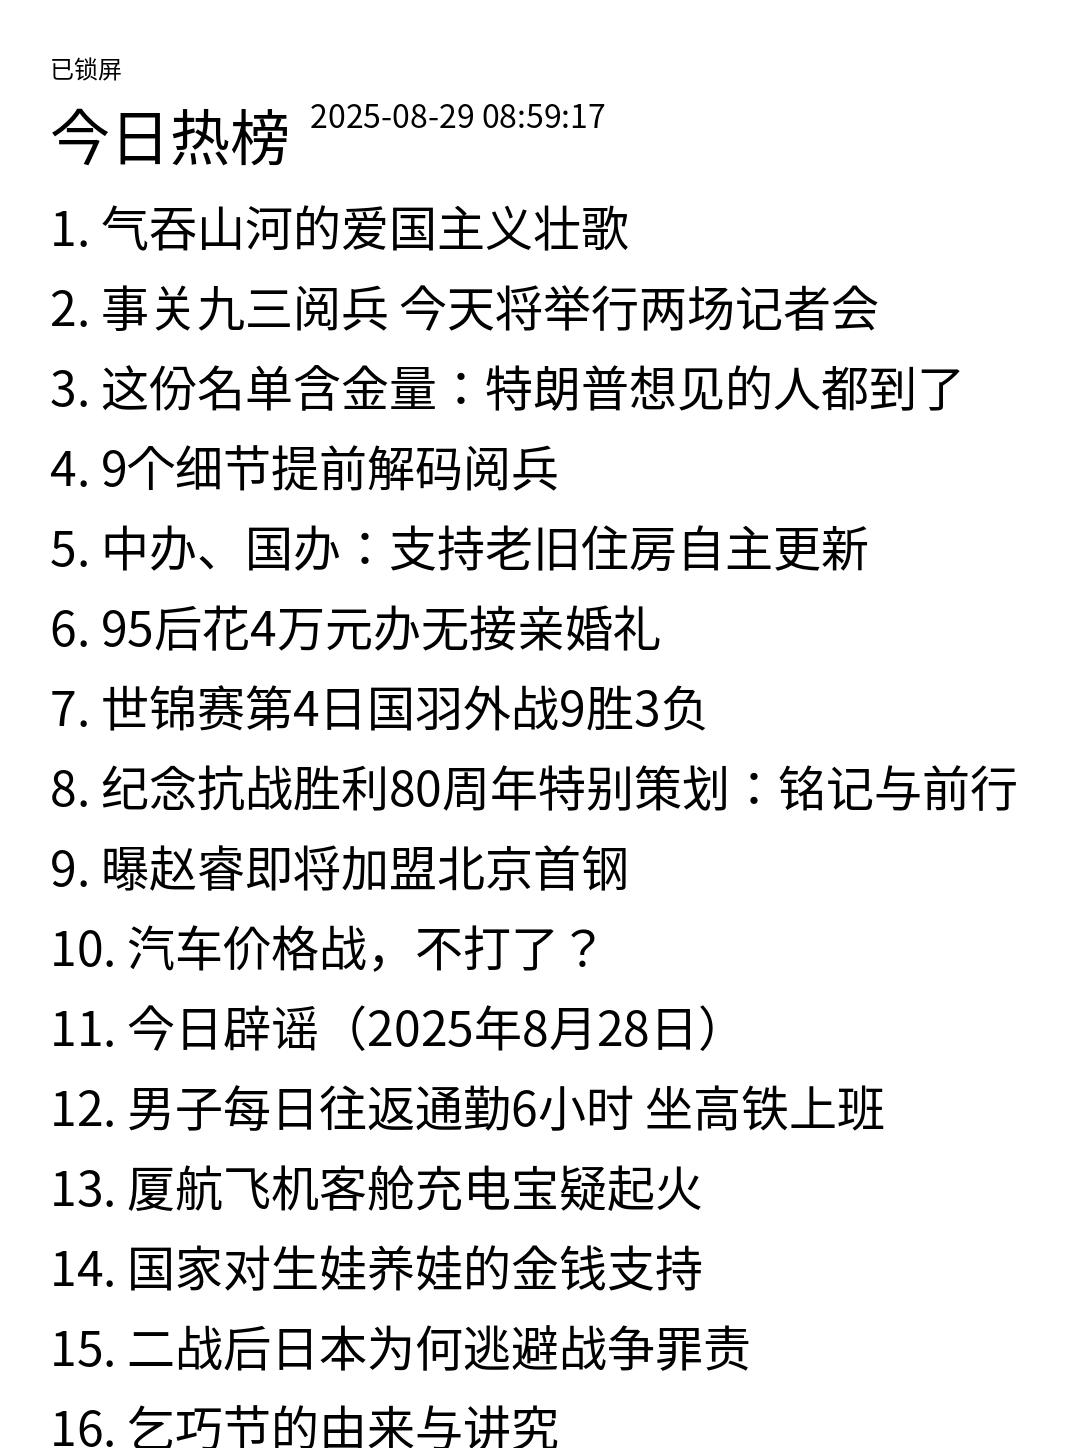 已锁屏
今日热榜 2025-08-29 08:59:17
1. 气吞山河的爱国主义壮歌
2. 事关九三阅兵 今天将举行两场记者会
3. 这份名单含金量：特朗普想见的人都到了
4. 9个细节提前解码阅兵
5. 中办、国办：支持老旧住房自主更新
6. 95后花4万元办无接亲婚礼
7. 世锦赛第4日国羽外战9胜3负
8. 纪念抗战胜利80周年特别策划：铭记与前行
9. 曝赵睿即将加盟北京首钢
10. 汽车价格战，不打了？
11. 今日辟谣（2025年8月28日）
12. 男子每日往返通勤6小时 坐高铁上班
13. 厦航飞机客舱充电宝疑起火
14. 国家对生娃养娃的金钱支持
15. 二战后日本为何逃避战争罪责
16. 乞巧节的由来与讲究